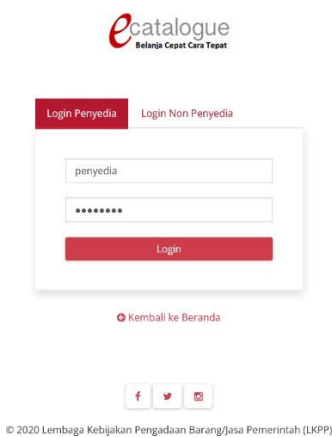 ecatalogue
Belanja Cepat Cara Tepat
Login Penyedia Login Non Penyedia
penyedia
••••••••
Login
Kembali ke Beranda
© 2020 Lembaga Kebijakan Pengadaan Barang/Jasa Pemerintah (LKPP)